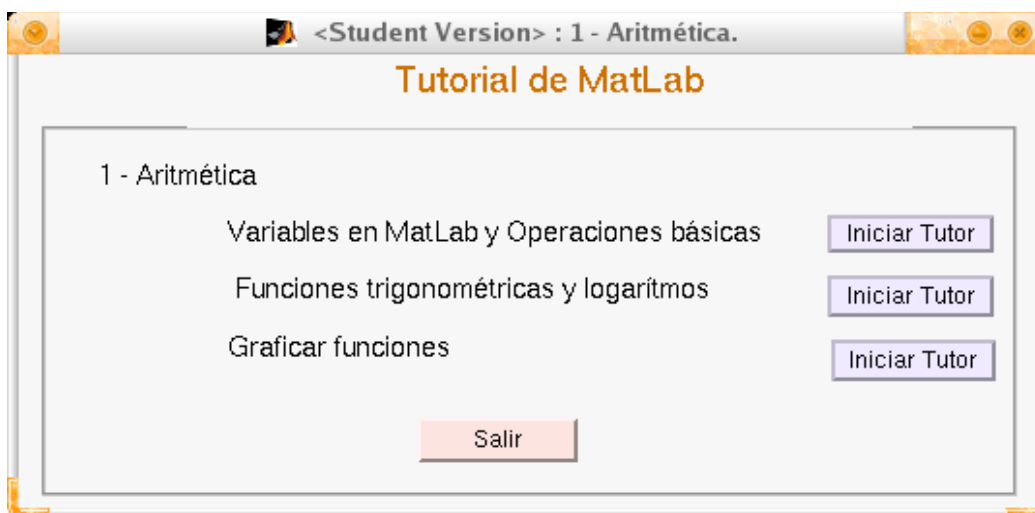 <Student Version> : 1 - Aritmética.
Tutorial de MatLab
1 - Aritmética
Variables en MatLab y Operaciones básicas
Iniciar Tutor
Funciones trigonométricas y logarítmos
Iniciar Tutor
Graficar funciones
Iniciar Tutor
Salir